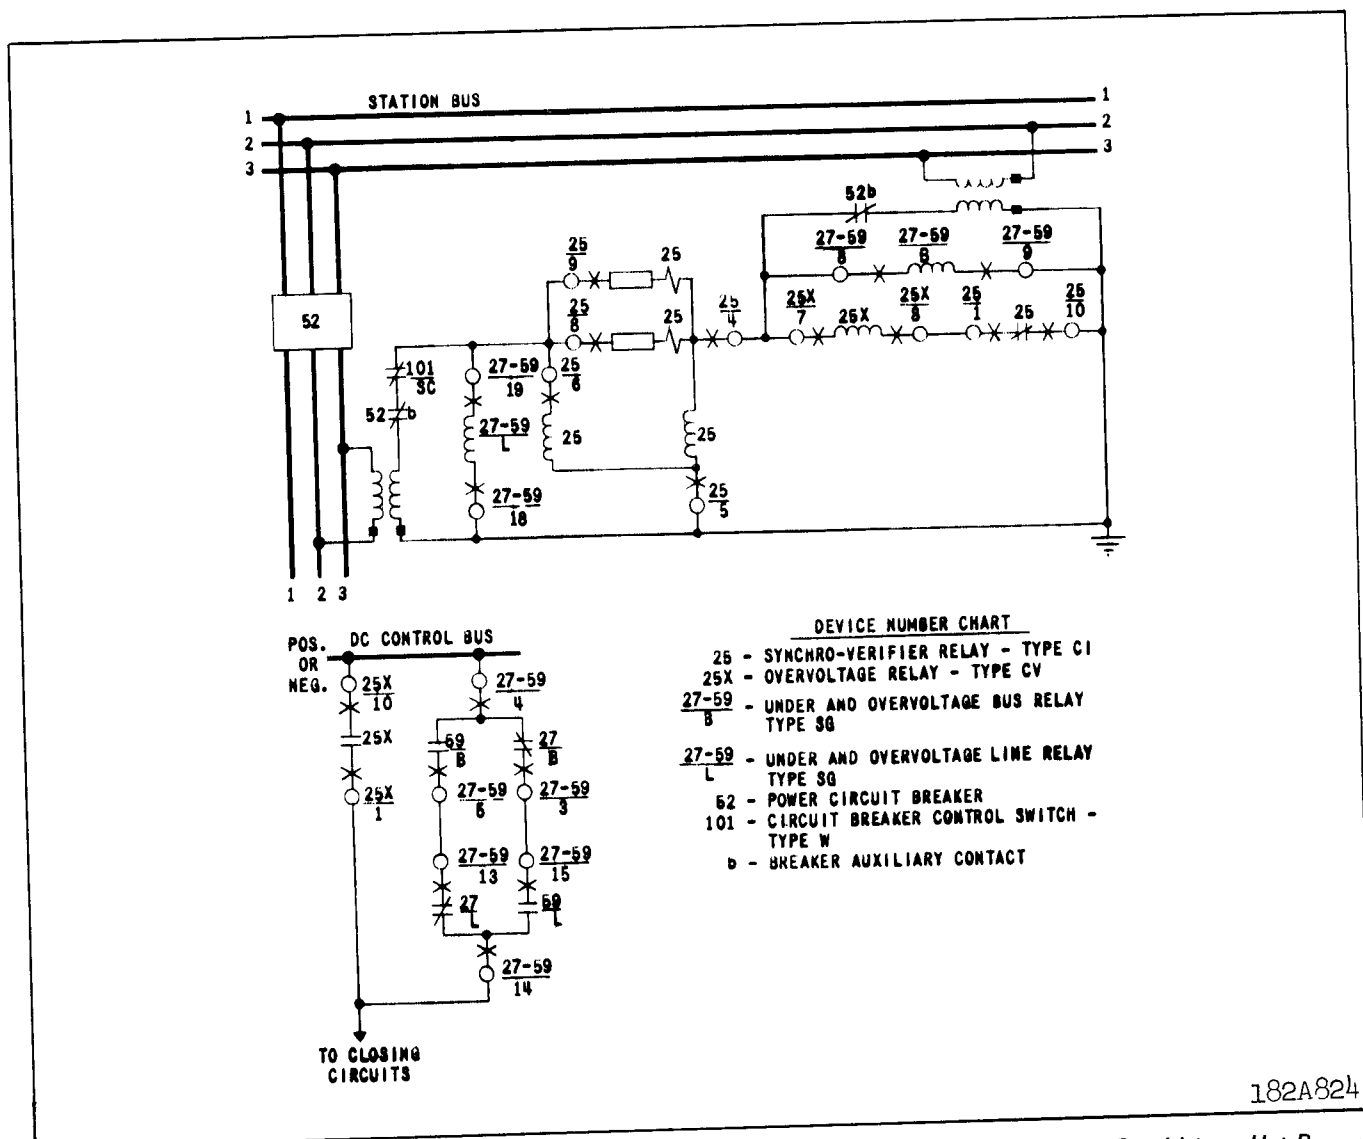 STATION BUS
1
1
2
2
3
3
52b
27-59
8
27-59
B
27-59
9
25
9
25
25
8
25
25
4
25X
7
25X
25X
8
25
1
25
25
10
52
101
SC
52 b
27-59
19
27-59
L
27-59
18
25
6
25
25
25
5
1 2 3
POS.
OR
NEG.
DC CONTROL BUS
25X
10
25X
25X
1
27-59
4
59
B
27
B
27-59
5
27-59
3
27-59
13
27-59
15
27
L
59
L
27-59
14
TO CLOSING
CIRCUITS
DEVICE NUMBER CHART
25 - SYNCHRO-VERIFIER RELAY - TYPE CI
25X - OVERVOLTAGE RELAY - TYPE CV
27-59
B
- UNDER AND OVERVOLTAGE BUS RELAY
TYPE SG
27-59
L
- UNDER AND OVERVOLTAGE LINE RELAY
TYPE SG
52 - POWER CIRCUIT BREAKER
101 - CIRCUIT BREAKER CONTROL SWITCH -
TYPE W
b - BREAKER AUXILIARY CONTACT
182A824